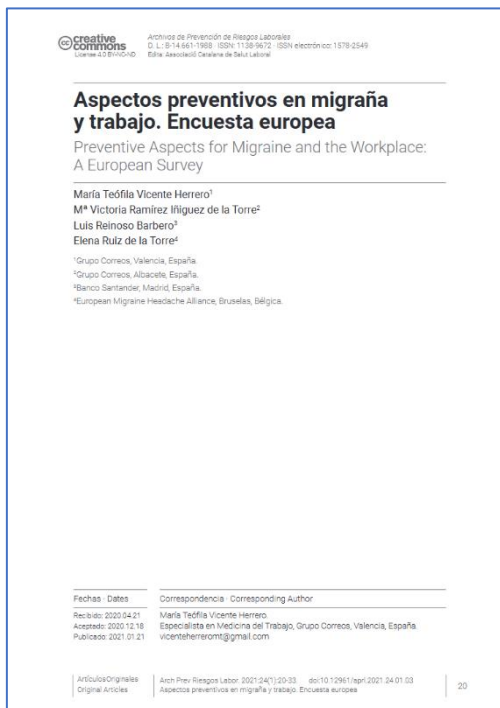 creative commons
License 4.0 BY-NC-ND
Archivos de Prevención de Riesgos Laborales
D. L.: B-14.661-1988 · ISSN: 1138-9672 · ISSN electrónico: 1578-2549
Edita: Associació Catalana de Salut Laboral
Aspectos preventivos en migraña
y trabajo. Encuesta europea
Preventive Aspects for Migraine and the Workplace:
A European Survey
María Teófila Vicente Herrero¹
Mª Victoria Ramírez Iñiguez de la Torre²
Luis Reinoso Barbero³
Elena Ruiz de la Torre⁴
¹Grupo Correos, Valencia, España.
²Grupo Correos, Albacete, España.
³Banco Santander, Madrid, España.
⁴European Migraine Headache Alliance, Bruselas, Bélgica.
Fechas · Dates
Recibido: 2020.04.21
Aceptado: 2020.12.18
Publicado: 2021.01.21
Correspondencia · Corresponding Author
María Teófila Vicente Herrero.
Especialista en Medicina del Trabajo, Grupo Correos, Valencia, España.
vicenteherreromt@gmail.com
ArtículosOriginales
Original Articles
Arch Prev Riesgos Labor. 2021;24(1):20-33. doi:10.12961/aprl.2021.24.01.03
Aspectos preventivos en migraña y trabajo. Encuesta europea
20